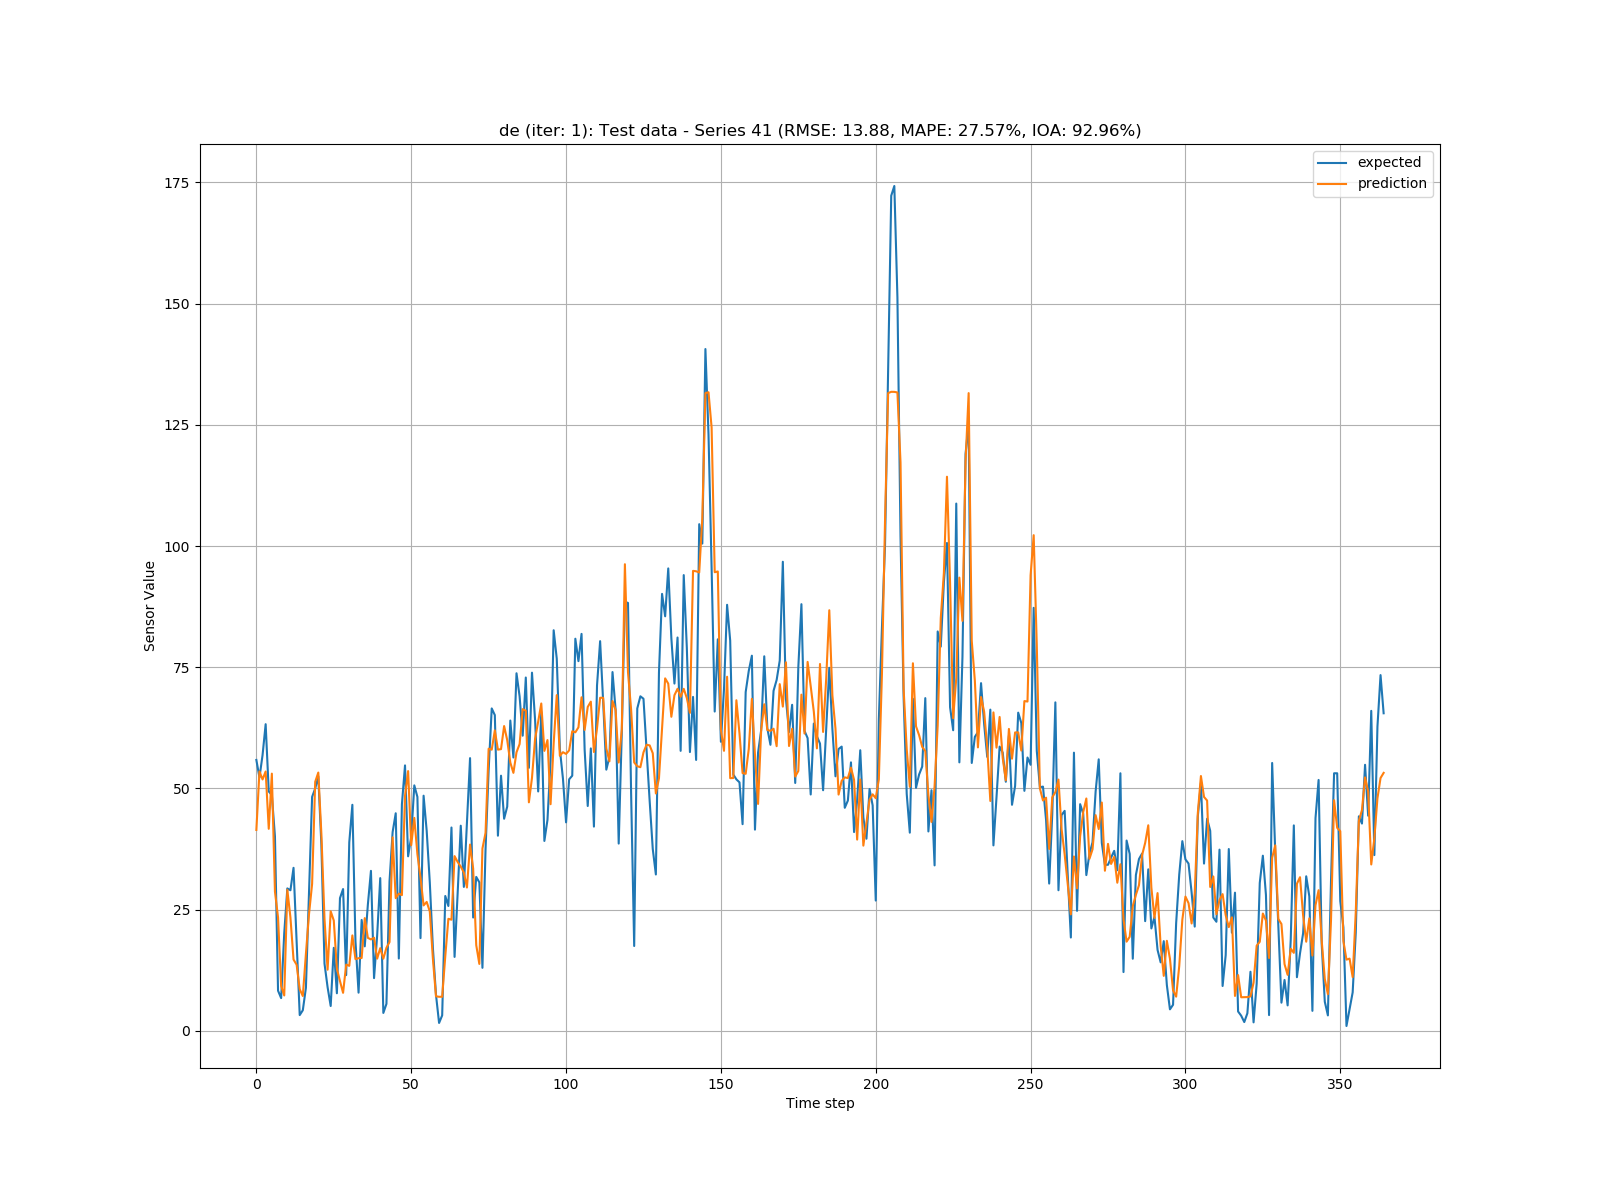 de (iter: 1): Test data - Series 41 (RMSE: 13.88, MAPE: 27.57%, IOA: 92.96%)
expected
prediction
175
150
125
100
75
50
25
0
Sensor Value
0 50 100 150 200 250 300 350
Time step